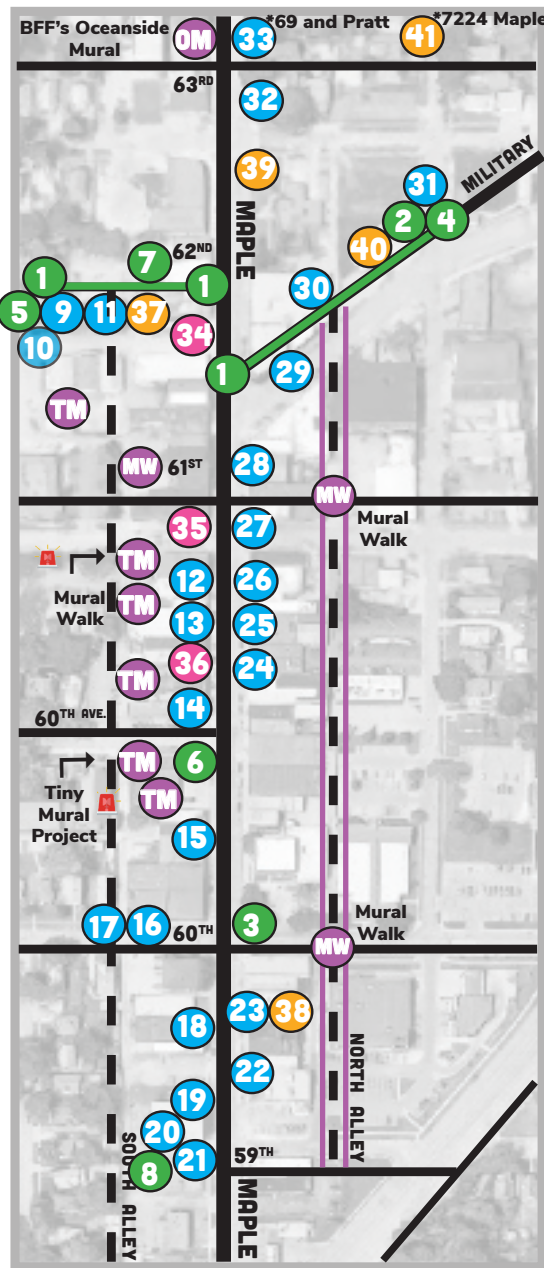 BFF's Oceanside
Mural
OM
33
*69 and Pratt
41
*7224 Maple
63RD
32
39
MAPLE
31
MILITARY
2
4
40
62ND
7
1
1
30
5
9
11
37
34
10
1
29
TM
MW
61ST
28
MW
Mural
Walk
35
27
TM
12
26
Mural
Walk
TM
13
25
36
24
TM
14
60TH AVE.
TM
6
Tiny
Mural
Project
TM
15
17
16
60TH
3
Mural
Walk
MW
23
38
18
22
NORTH ALLEY
19
20
21
59TH
8
SOUTH ALLEY
MAPLE